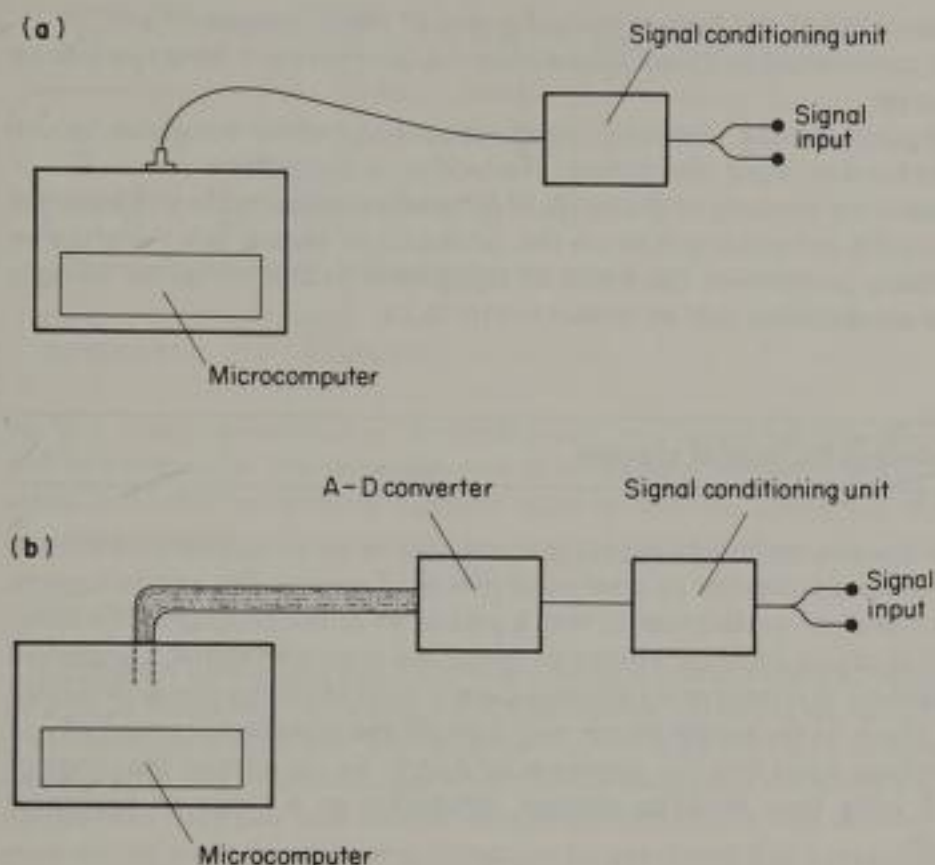 (a)
Signal conditioning unit
Signal
input
Microcomputer
A–D converter
Signal conditioning unit
(b)
Signal
input
Microcomputer